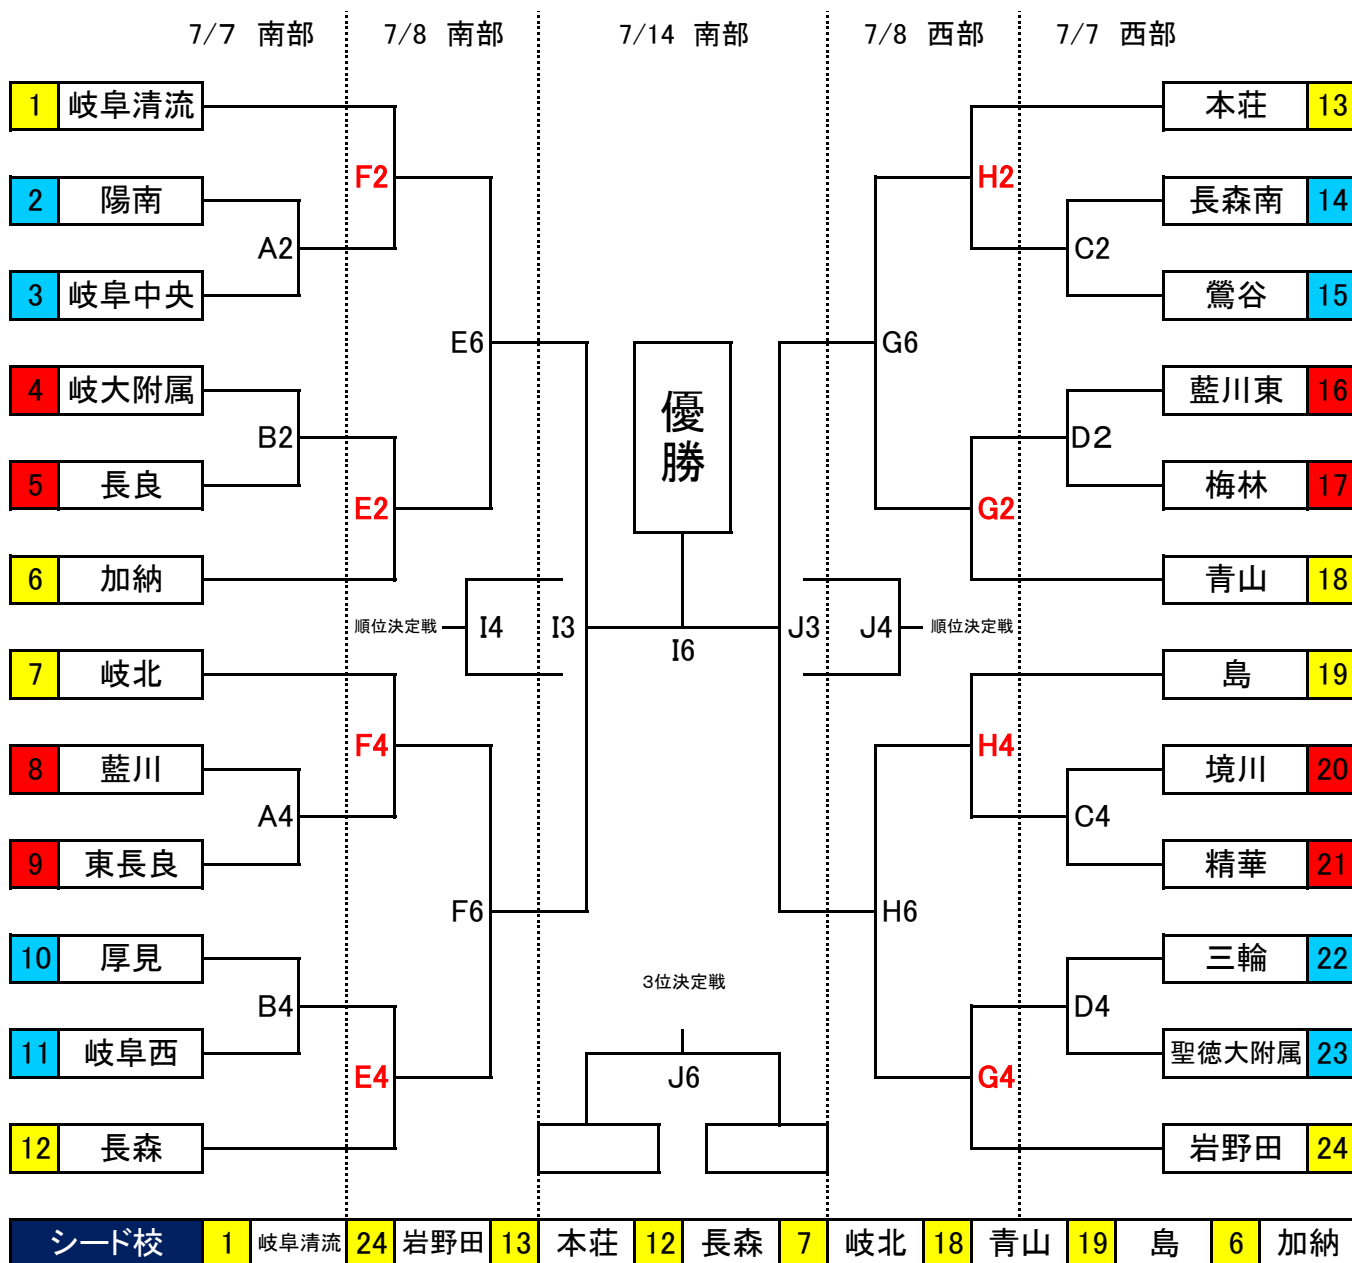 7/7 南部 7/8 南部 7/14 南部 7/8 西部 7/7 西部
1 岐阜清流 本荘 13
F2 H2
2 陽南 長森南 14
A2 C2
3 岐阜中央 鶯谷 15
E6 G6
4 岐大附属 優勝 藍川東 16
B2 D2
5 長良 梅林 17
E2 G2
6 加納 青山 18
順位決定戦 I4 I3 I6 J3 J4 順位決定戦
7 岐北 島 19
F4 H4
8 藍川 境川 20
A4 C4
9 東長良 精華 21
F6 H6
10 厚見 三輪 22
3位決定戦
B4 D4
11 岐阜西 聖徳大附属 23
E4 J6 G4
12 長森 岩野田 24
シード校 1 岐阜清流 24 岩野田 13 本荘 12 長森 7 岐北 18 青山 19 島 6 加納